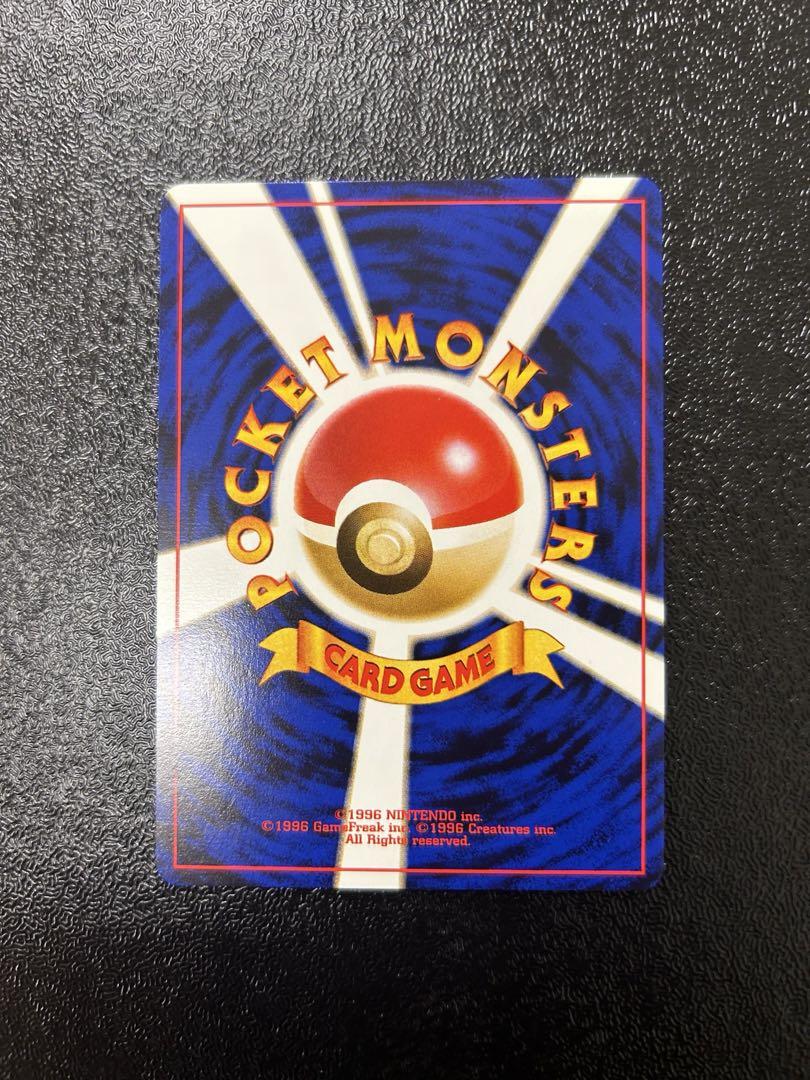 POCKET MONSTERS
CARD GAME
©1996 NINTENDO inc.
©1996 GameFreak inc. ©1996 Creatures inc.
All Rights reserved.